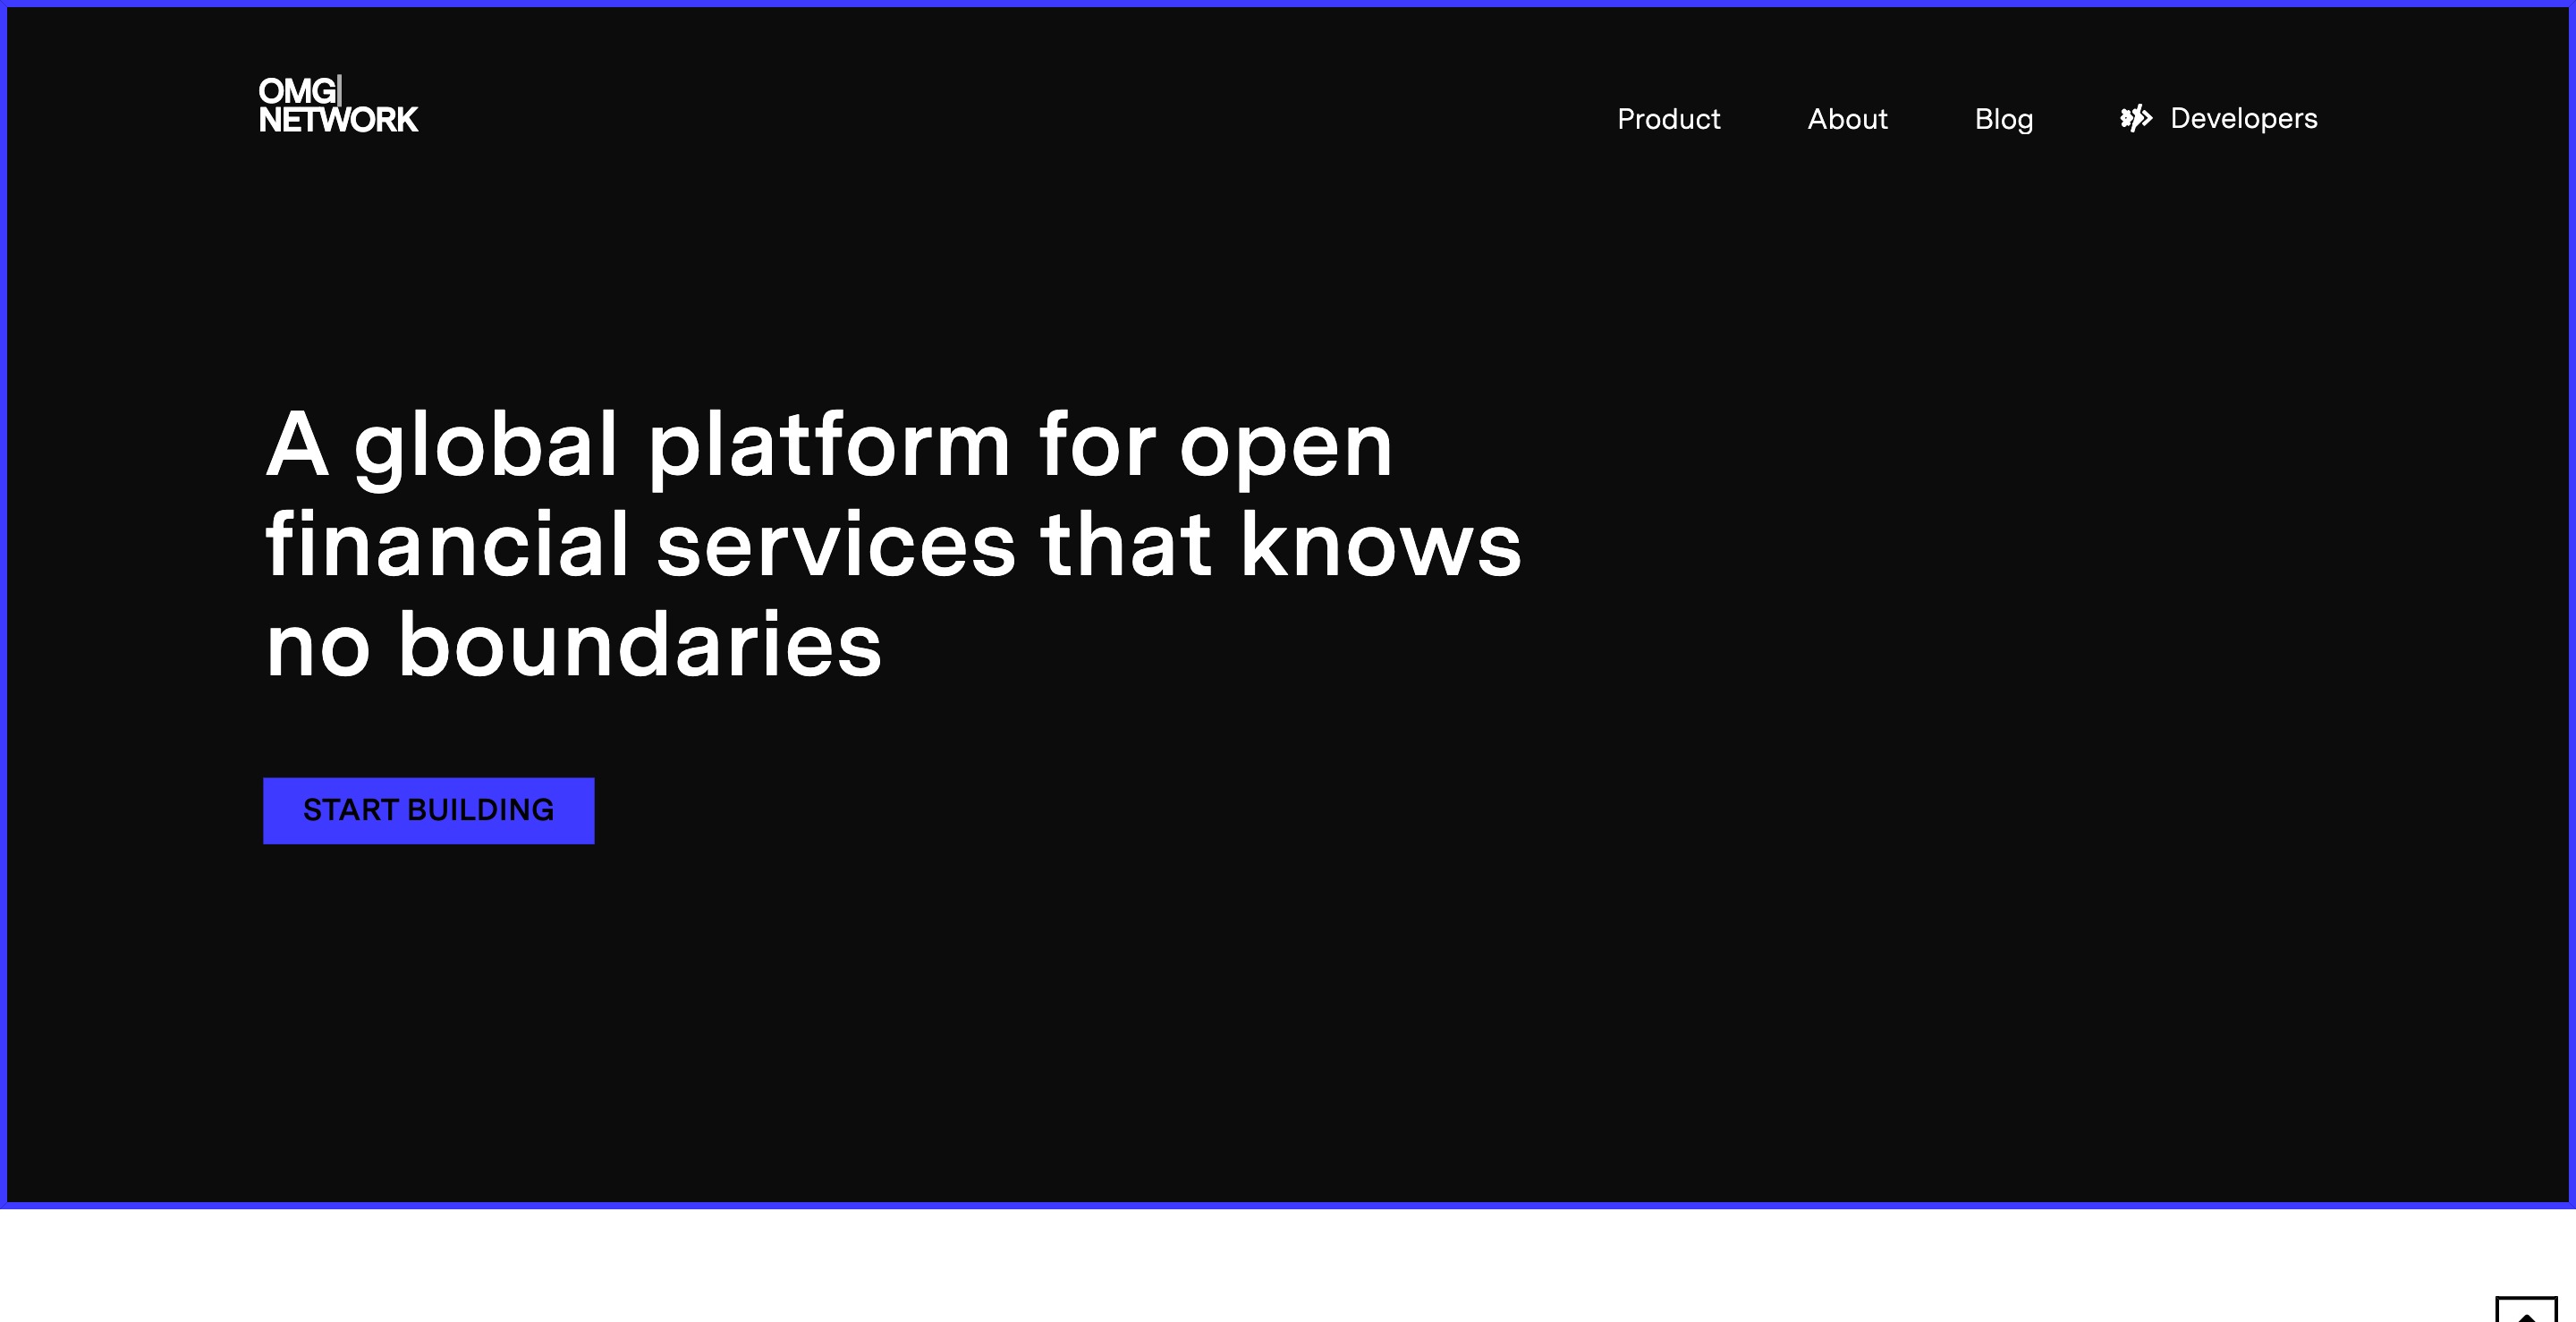 OMG
NETWORK
Product About Blog Developers
A global platform for open
financial services that knows
no boundaries
START BUILDING